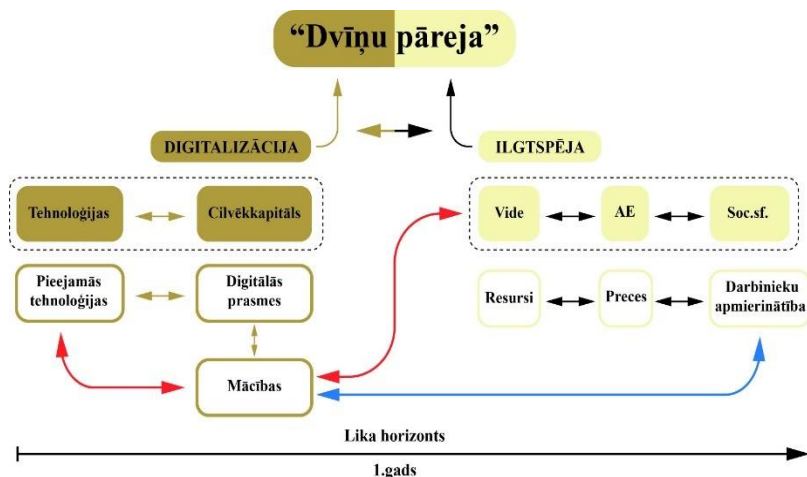 “Dvīņu pāreja”
DIGITALIZĀCIJA
ILGTSPĒJA
Tehnoloģijas
Cilvēkkapitāls
Vide
AE
Soc.sf.
Pieejamās
tehnoloģijas
Digitālās
prasmes
Resursi
Preces
Darbinieku
apmierinātība
Mācības
Lika horizonts
1.gads